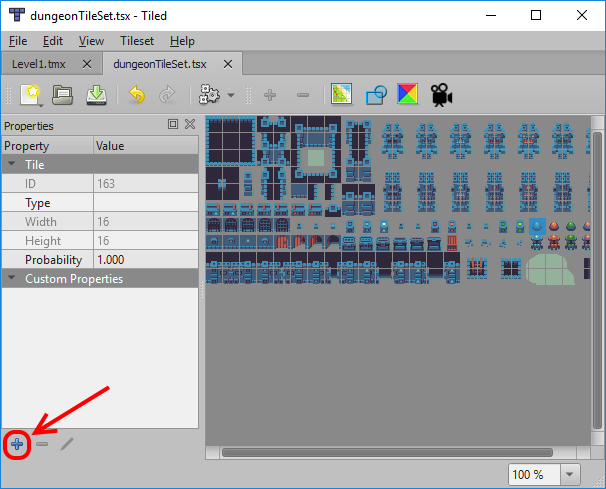 dungeonTileSet.tsx - Tiled
File Edit View Tileset Help
Level1.tmx dungeonTileSet.tsx
Properties
Property Value
Tile
ID 163
Type
Width 16
Height 16
Probability 1.000
Custom Properties
100 %